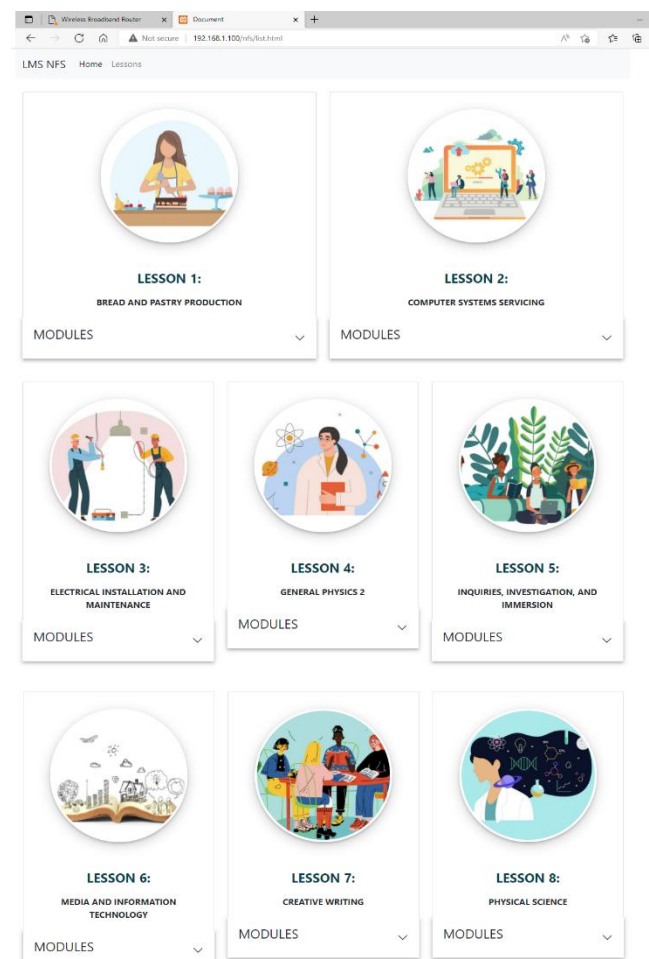 Wireless Broadband Router
Document
Not secure 192.168.1.100/nfs/list.html
LMS NFS Home Lessons
LESSON 1:
BREAD AND PASTRY PRODUCTION
MODULES
LESSON 2:
COMPUTER SYSTEMS SERVICING
MODULES
LESSON 3:
ELECTRICAL INSTALLATION AND
MAINTENANCE
MODULES
LESSON 4:
GENERAL PHYSICS 2
MODULES
LESSON 5:
INQUIRIES, INVESTIGATION, AND
IMMERSION
MODULES
LESSON 6:
MEDIA AND INFORMATION
TECHNOLOGY
MODULES
LESSON 7:
CREATIVE WRITING
MODULES
LESSON 8:
PHYSICAL SCIENCE
MODULES